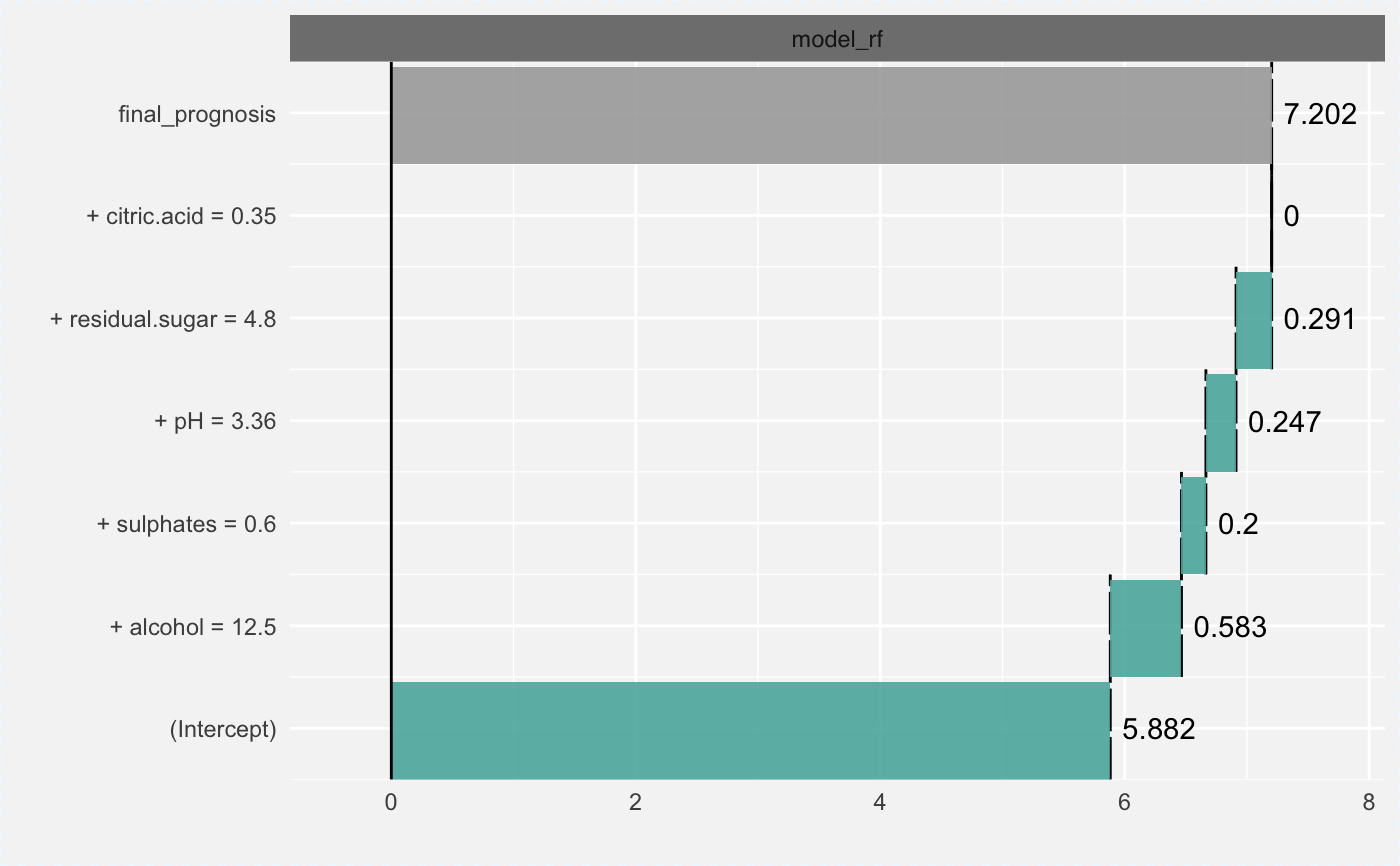 model_rf
final_prognosis 7.202
+ citric.acid = 0.35 0
+ residual.sugar = 4.8 0.291
+ pH = 3.36 0.247
+ sulphates = 0.6 0.2
+ alcohol = 12.5 0.583
(Intercept) 5.882
0 2 4 6 8